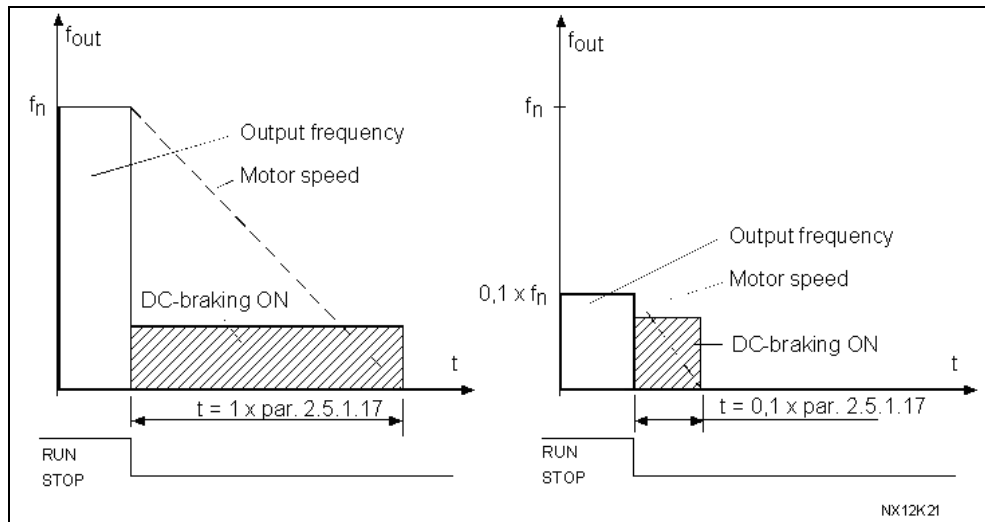 fout
fn
Output frequency
Motor speed
DC-braking ON
t
t = 1 x par. 2.5.1.17
RUN
STOP
fout
fn
Output frequency
Motor speed
0,1 x fn
DC-braking ON
t
t = 0,1 x par. 2.5.1.17
RUN
STOP
NX12K21